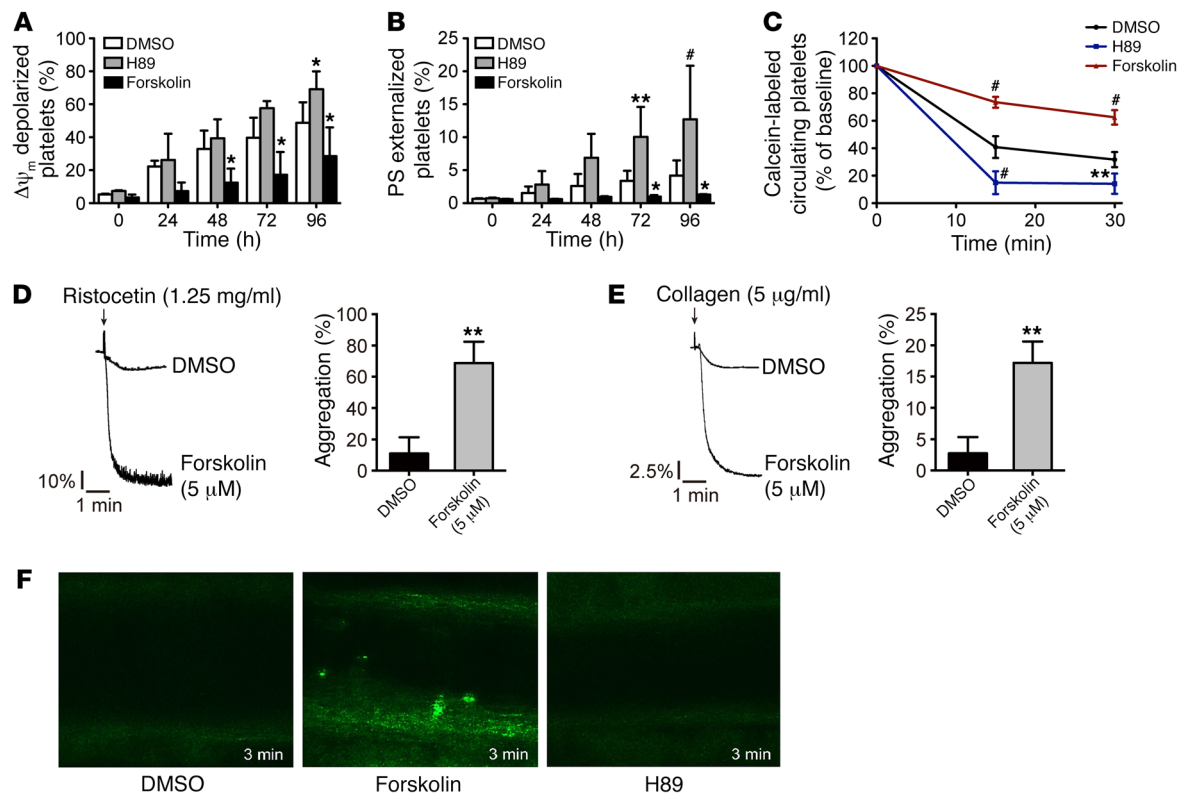 A
Δψm depolarized
platelets (%)
100
80
60
40
20
0
DMSO
H89
Forskolin
*
*
*
*
0 24 48 72 96
Time (h)
B
PS externalized
platelets (%)
25
20
15
10
5
0
DMSO
H89
Forskolin
#
**
*
*
0 24 48 72 96
Time (h)
C
Calcein-labeled
circulating platelets
(% of baseline)
120
100
80
60
40
20
0
DMSO
H89
Forskolin
#
#
#
**
0 10 20 30
Time (min)
D
Ristocetin (1.25 mg/ml)
DMSO
Forskolin
(5 μM)
10%
1 min
Aggregation (%)
100
80
60
40
20
0
**
DMSO
Forskolin
(5 μM)
E
Collagen (5 μg/ml)
DMSO
Forskolin
(5 μM)
2.5%
1 min
Aggregation (%)
25
20
15
10
5
0
**
DMSO
Forskolin
(5 μM)
F
3 min
3 min
3 min
DMSO
Forskolin
H89